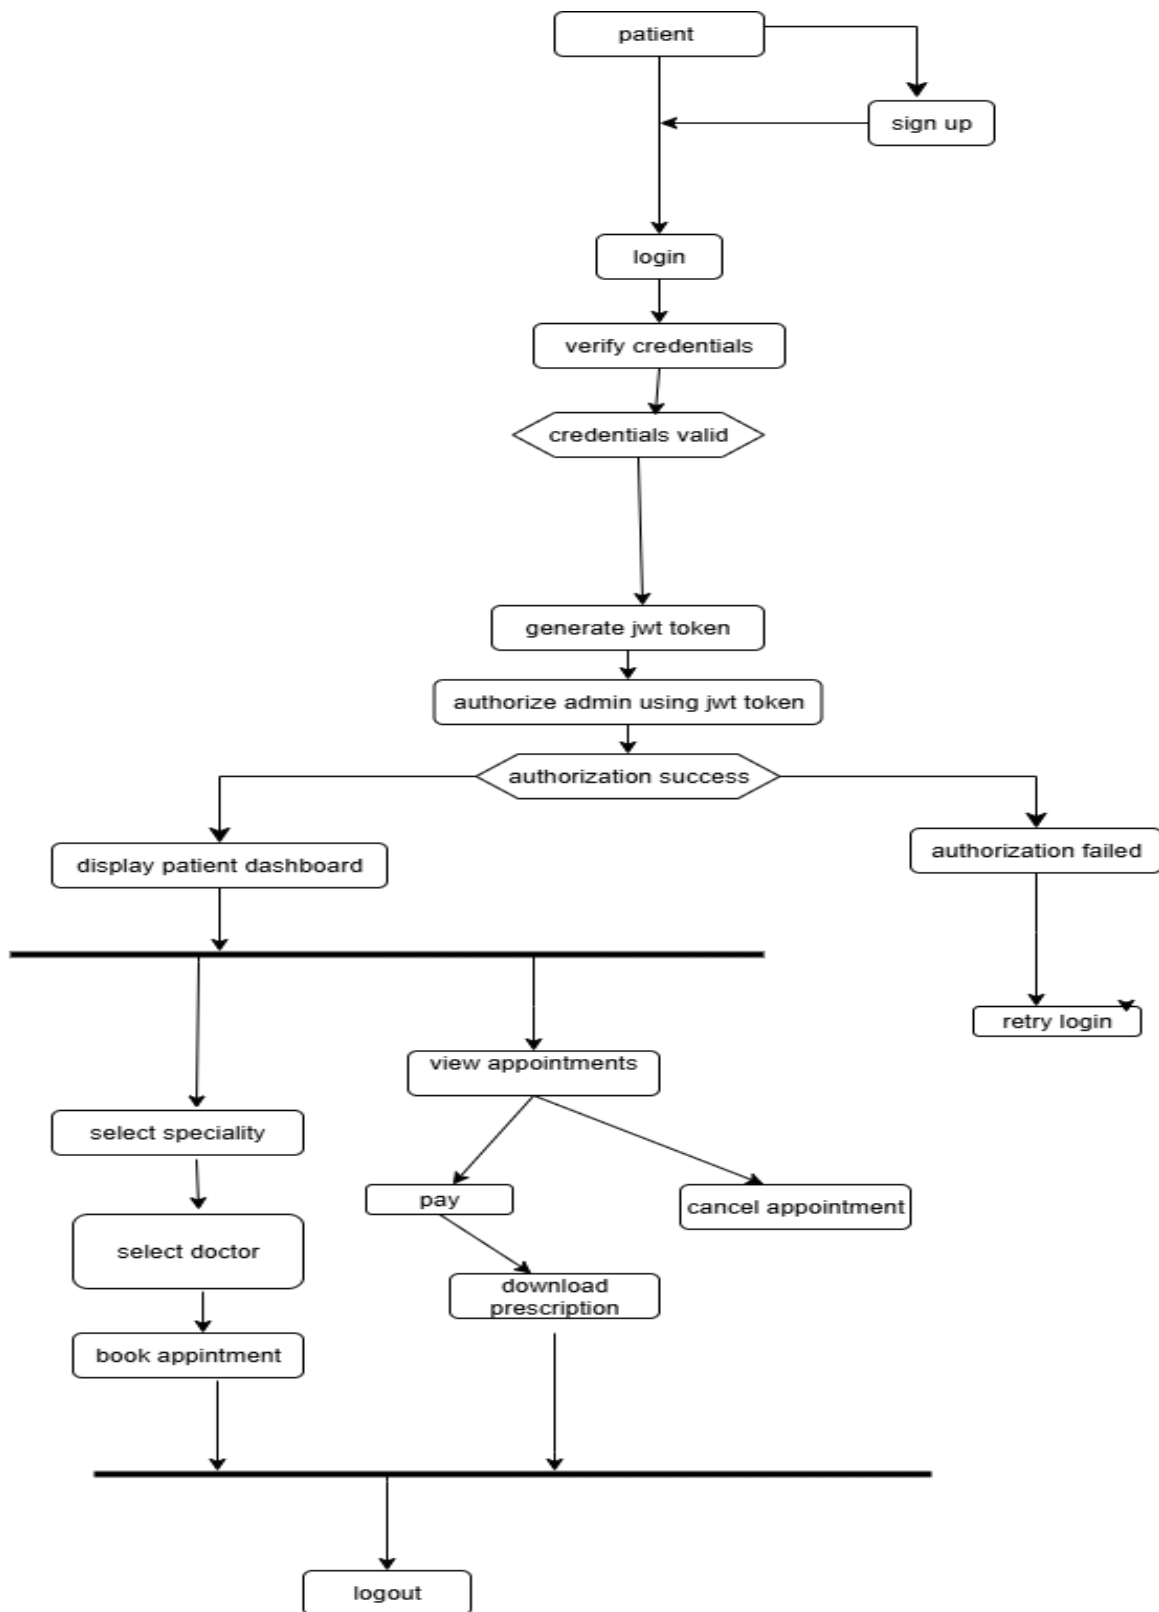 patient
sign up
login
verify credentials
credentials valid
generate jwt token
authorize admin using jwt token
authorization success
display patient dashboard
authorization failed
retry login
view appointments
select speciality
pay
cancel appointment
select doctor
download
prescription
book appintment
logout